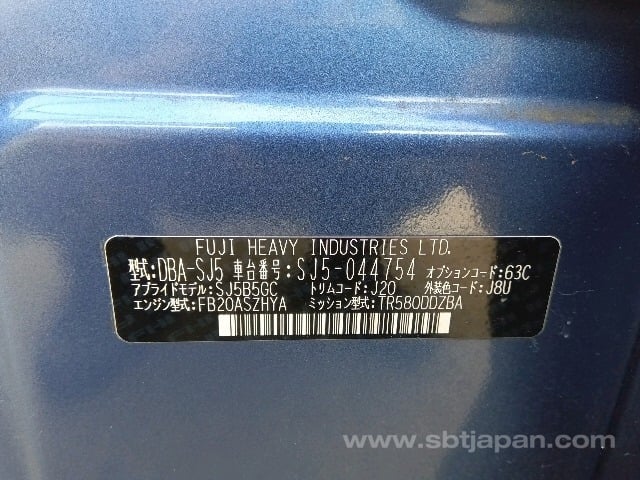 FUJI HEAVY INDUSTRIES LTD.
型式:DBA-SJ5 車台番号:SJ5-044754 オプションコード:63C
アプライドモデル:SJ5B5GC トリムコード:J20 外装色コード:J8U
エンジン型式:FB20ASZHYA ミッション型式:TR580DDZBA
www.sbtjapan.com/